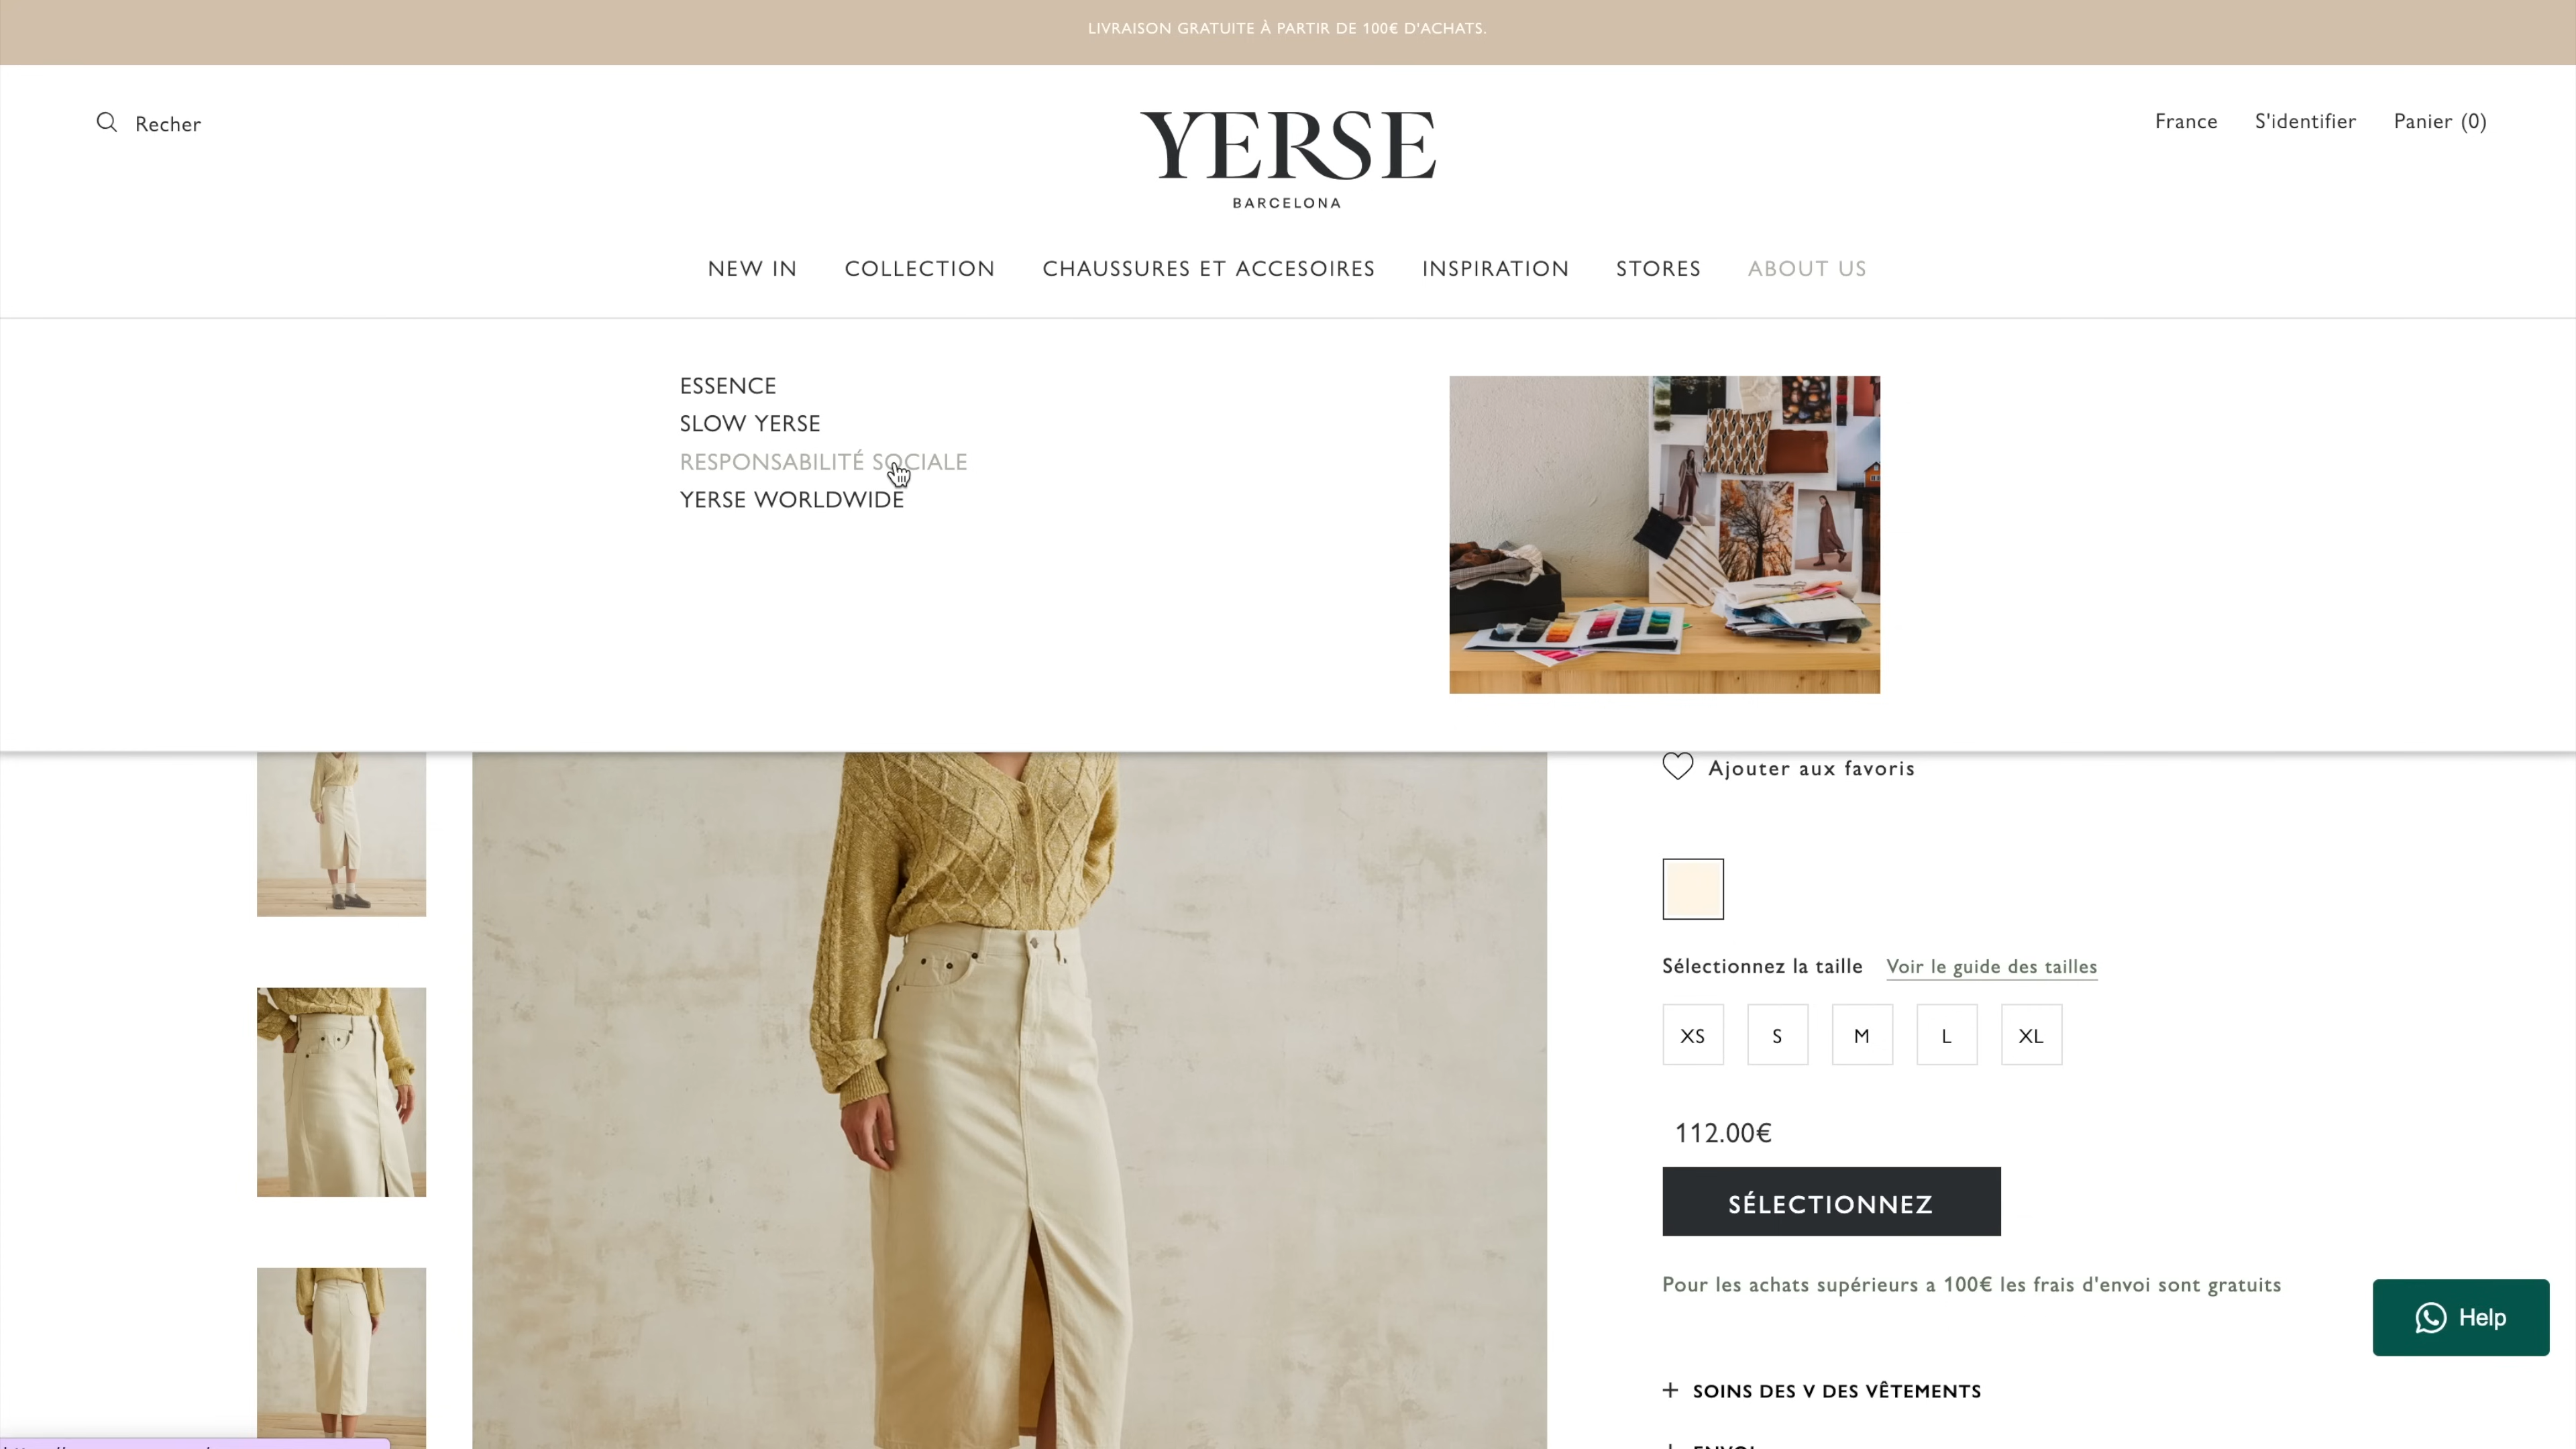 LIVRAISON GRATUITE À PARTIR DE 100€ D'ACHATS.
Recher
YERSE
BARCELONA
France S'identifier Panier (0)
NEW IN COLLECTION CHAUSSURES ET ACCESOIRES INSPIRATION STORES ABOUT US
ESSENCE
SLOW YERSE
RESPONSABILITÉ SOCIALE
YERSE WORLDWIDE
Ajouter aux favoris
Sélectionnez la taille Voir le guide des tailles
XS S M L XL
112.00€
SÉLECTIONNEZ
Pour les achats supérieurs a 100€ les frais d'envoi sont gratuits
Help
+ SOINS DES V DES VÊTEMENTS